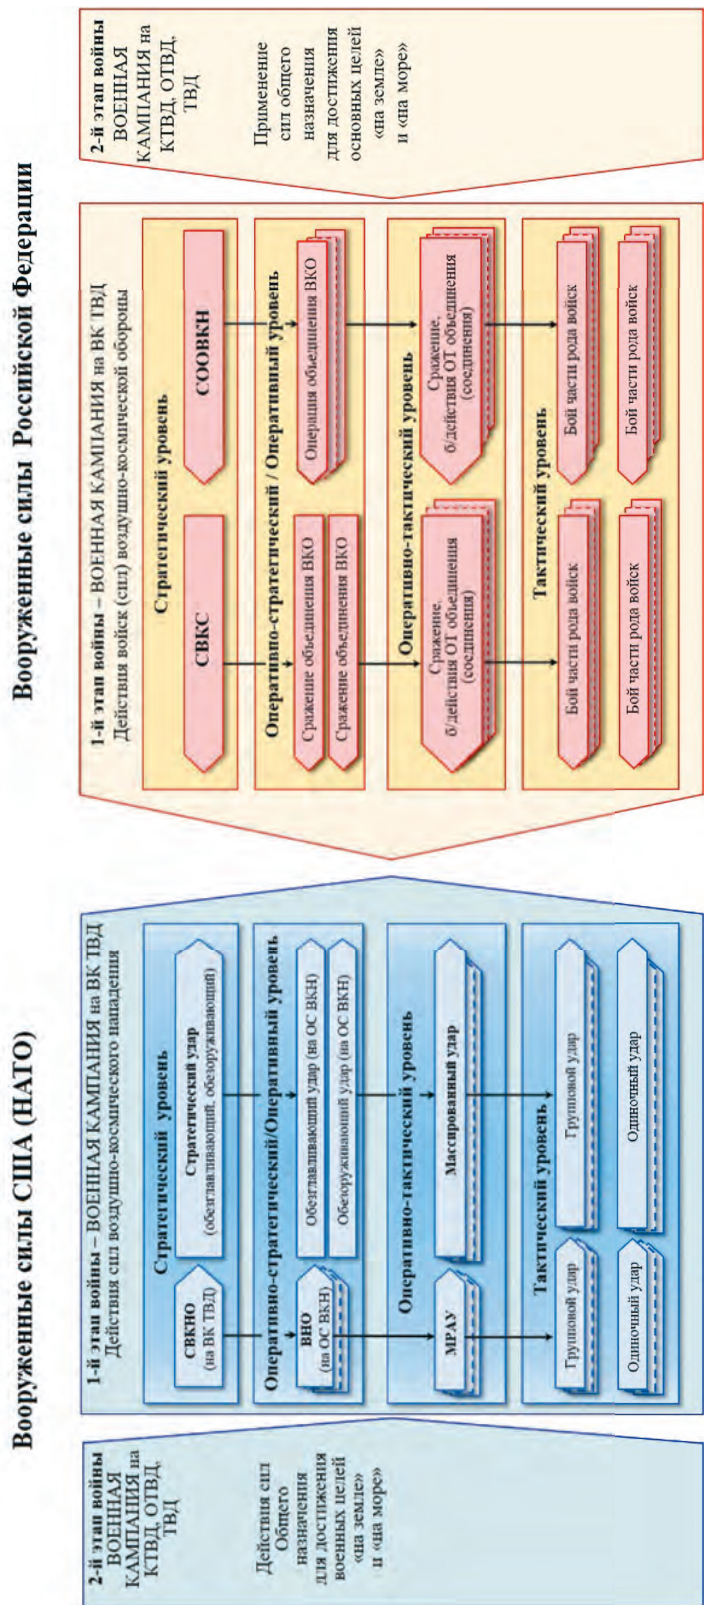 Вооруженные силы США (НАТО)
2-й этап войны
ВОЕННАЯ
КАМПАНИЯ на
КТВД, ОТВД,
ТВД
Действия сил
Общего
назначения
для достижения
военных целей
«на земле»
и «на море»
1-й этап войны – ВОЕННАЯ КАМПАНИЯ на ВК ТВД
Действия сил воздушно-космического нападения
Стратегический уровень
СВКНО
(на ВК ТВД)
Стратегический удар
(обезглавливающий, обезоруживающий)
Оперативно-стратегический/Оперативный уровень
ВНО
(на ОС ВКН)
Обезглавливающий удар (на ОС ВКН)
Обезоруживающий удар (на ОС ВКН)
Оперативно-тактический уровень
МРАУ
Массированный удар
Тактический уровень
Групповой удар
Групповой удар
Одиночный удар
Одиночный удар
Вооруженные силы Российской Федерации
1-й этап войны – ВОЕННАЯ КАМПАНИЯ на ВК ТВД
Действия войск (сил) воздушно-космической обороны
Стратегический уровень
СВКС
СООВКН
Оперативно-стратегический / Оперативный уровень
Сражение объединения ВКО
Сражение объединения ВКО
Операция объединения ВКО
Оперативно-тактический уровень
Сражение,
б/действия ОТ объединения
(соединения)
Сражение,
б/действия ОТ объединения
(соединения)
Тактический уровень
Бой части рода войск
Бой части рода войск
Бой части рода войск
Бой части рода войск
2-й этап войны
ВОЕННАЯ
КАМПАНИЯ на
КТВД, ОТВД,
ТВД
Применение
сил общего
назначения
для достижения
основных целей
«на земле»
и «на море»